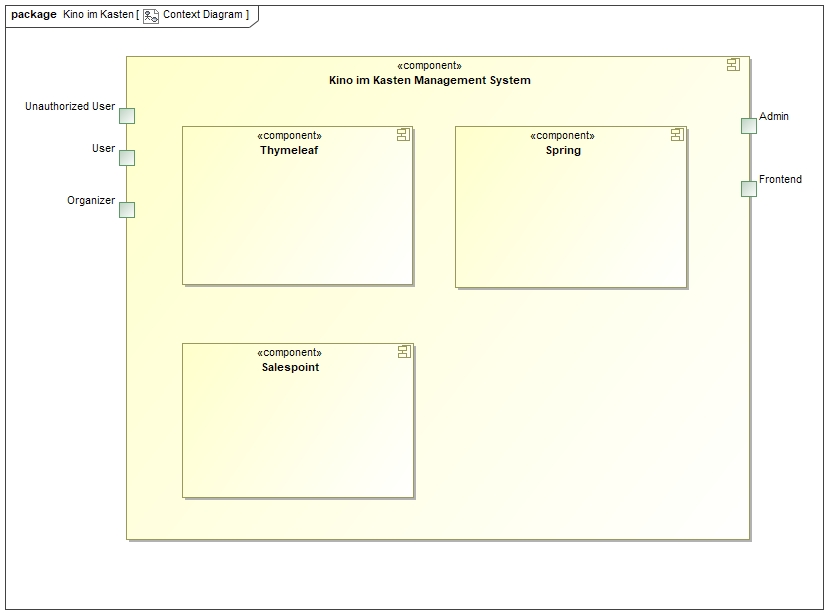 package Kino im Kasten [ Context Diagram ]
«component»
Kino im Kasten Management System
Unauthorized User
User
Organizer
Admin
Frontend
«component»
Thymeleaf
«component»
Spring
«component»
Salespoint